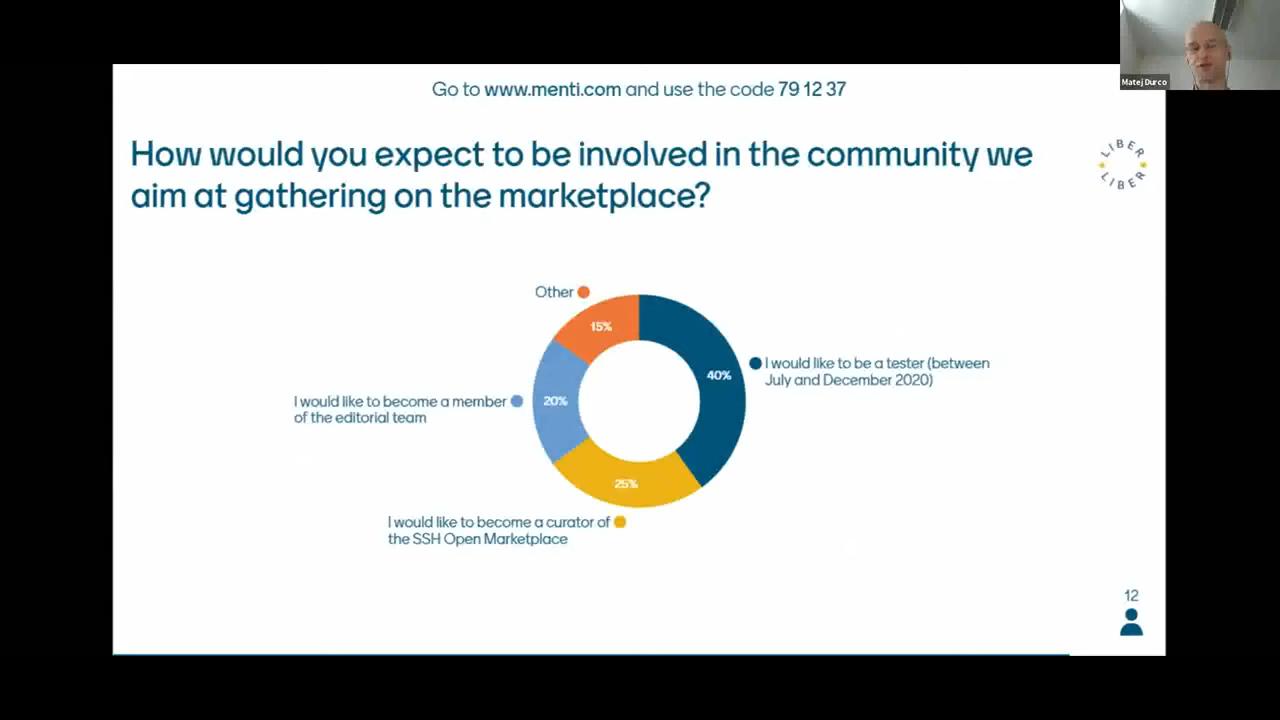 Matej Durco
Go to www.menti.com and use the code 79 12 37
How would you expect to be involved in the community we
aim at gathering on the marketplace?
LIBER
LIBER
Other
15%
40%
I would like to be a tester (between
July and December 2020)
I would like to become a member
of the editorial team
20%
25%
I would like to become a curator of
the SSH Open Marketplace
12